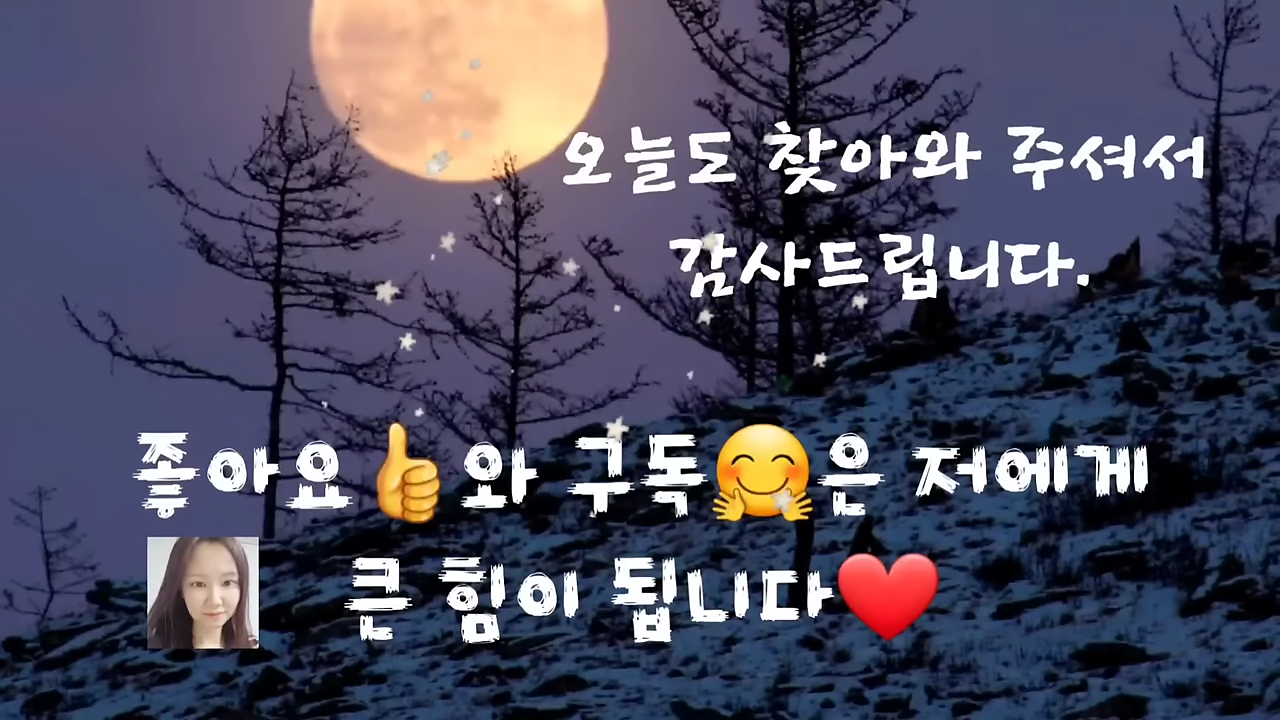 오늘도 찾아와 주셔서
감사드립니다.
좋아요👍와 구독🤗은 저에게
큰 힘이 됩니다❤️